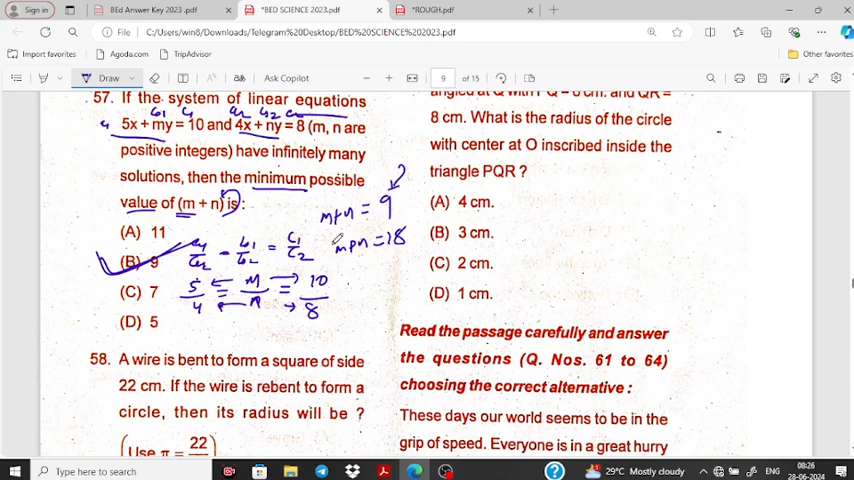 Sign in
BEd Answer Key 2023 .pdf
*BED SCIENCE 2023.pdf
*ROUGH.pdf
File
C:/Users/win8/Downloads/Telegram Desktop/BED%20SCIENCE%202023.pdf
Import favorites
Agoda.com
TripAdvisor
Other favorites
Draw
Ask Copilot
9
of 15
57. If the system of linear equations
5x + my = 10 and 4x + ny = 8 (m, n are
positive integers) have infinitely many
solutions, then the minimum possible
value of (m + n) is :
(A) 11
(B) 9
(C) 7
(D) 5
a1/a2 = b1/b2 = c1/c2
5/4 = M/n = 10/8
m+n = 9
m+n = 18
58. A wire is bent to form a square of side
22 cm. If the wire is rebent to form a
circle, then its radius will be ?
(Use π = 22
8 cm. What is the radius of the circle
with center at O inscribed inside the
triangle PQR ?
(A) 4 cm.
(B) 3 cm.
(C) 2 cm.
(D) 1 cm.
Read the passage carefully and answer
the questions (Q. Nos. 61 to 64)
choosing the correct alternative :
These days our world seems to be in the
grip of speed. Everyone is in a great hurry
Type here to search
29°C Mostly cloudy
ENG
08:26
28-06-2024